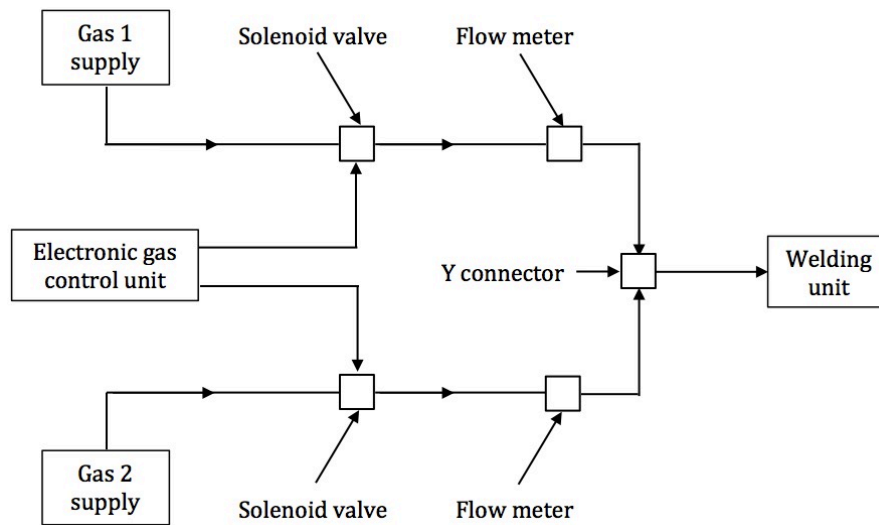 Gas 1
supply
Solenoid valve
Flow meter
Electronic gas
control unit
Y connector
Welding
unit
Gas 2
supply
Solenoid valve
Flow meter